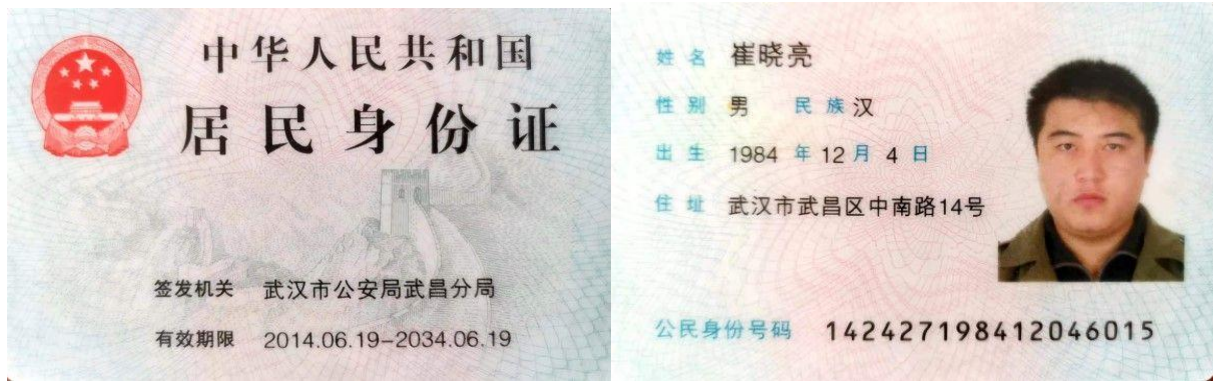 中华人民共和国
居民身份证
签发机关 武汉市公安局武昌分局
有效期限 2014.06.19-2034.06.19
姓名 崔晓亮
性别 男 民族 汉
出生 1984 年 12 月 4 日
住址 武汉市武昌区中南路14号
公民身份号码 142427198412046015